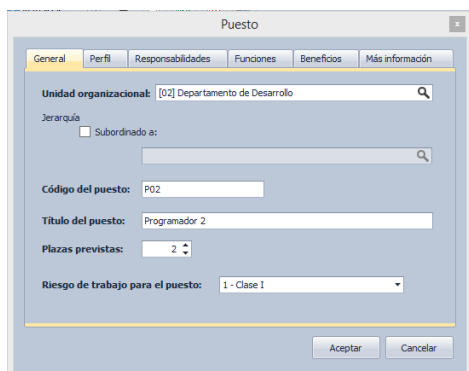 Puesto
x
General Perfil Responsabilidades Funciones Beneficios Más información
Unidad organizacional: [02] Departamento de Desarrollo
Jerarquía
Subordinado a:
Código del puesto: P02
Título del puesto: Programador 2
Plazas previstas: 2
Riesgo de trabajo para el puesto: 1 - Clase I
Aceptar Cancelar